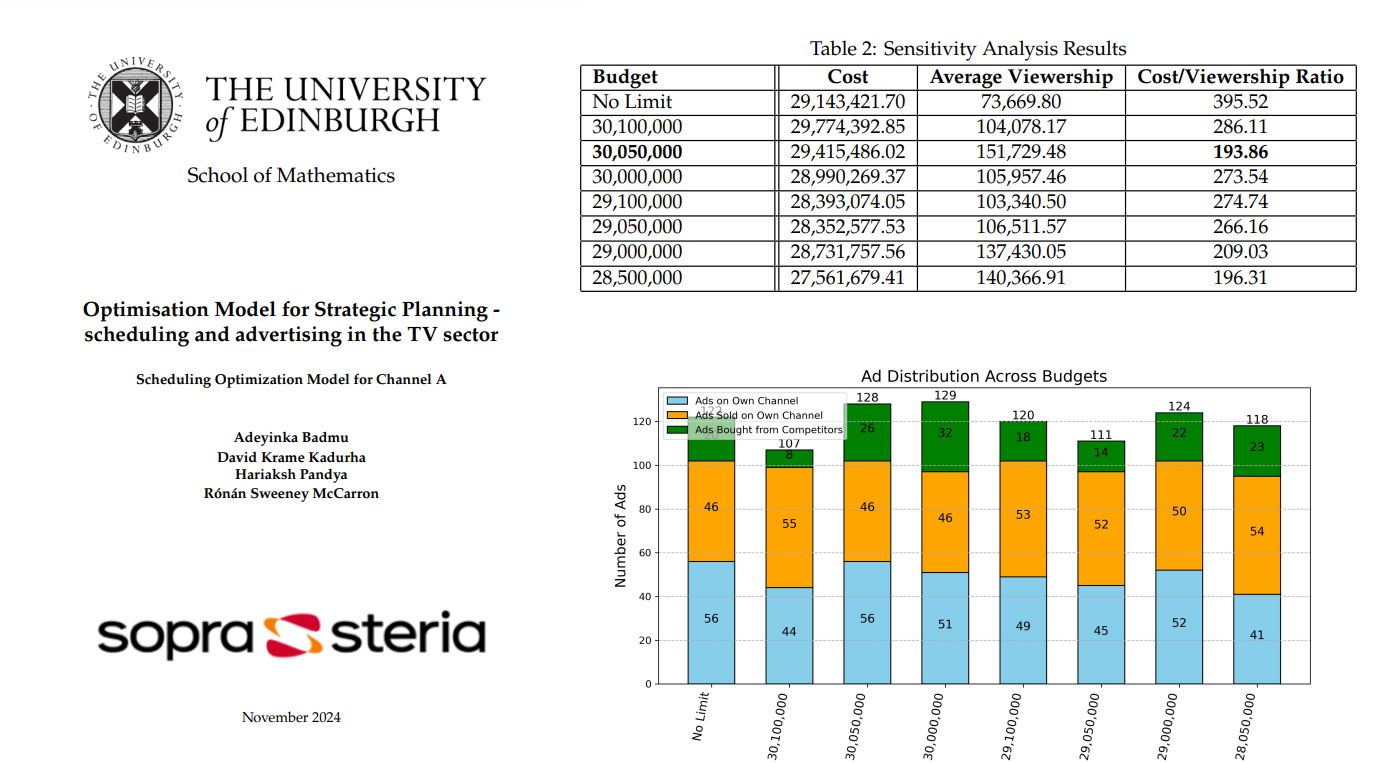 THE UNIVERSITY
of EDINBURGH
THE UNIVERSITY OF EDINBURGH
School of Mathematics
Optimisation Model for Strategic Planning -
scheduling and advertising in the TV sector
Scheduling Optimization Model for Channel A
Adeyinka Badmu
David Krame Kadurha
Hariaksh Pandya
Rónán Sweeney McCarron
sopra steria
November 2024
Table 2: Sensitivity Analysis Results
Budget Cost Average Viewership Cost/Viewership Ratio
No Limit 29,143,421.70 73,669.80 395.52
30,100,000 29,774,392.85 104,078.17 286.11
30,050,000 29,415,486.02 151,729.48 193.86
30,000,000 28,990,269.37 105,957.46 273.54
29,100,000 28,393,074.05 103,340.50 274.74
29,050,000 28,352,577.53 106,511.57 266.16
29,000,000 28,731,757.56 137,430.05 209.03
28,500,000 27,561,679.41 140,366.91 196.31
Ad Distribution Across Budgets
Ads on Own Channel
Ads Sold on Own Channel
Ads Bought from Competitors
122 107 128 129 120 111 124 118
8 26 32 18 14 22 23
46 55 46 46 53 52 50 54
56 44 56 51 49 45 52 41
Number of Ads
120
100
80
60
40
20
0
No Limit 30,100,000 30,050,000 30,000,000 29,100,000 29,050,000 29,000,000 28,050,000